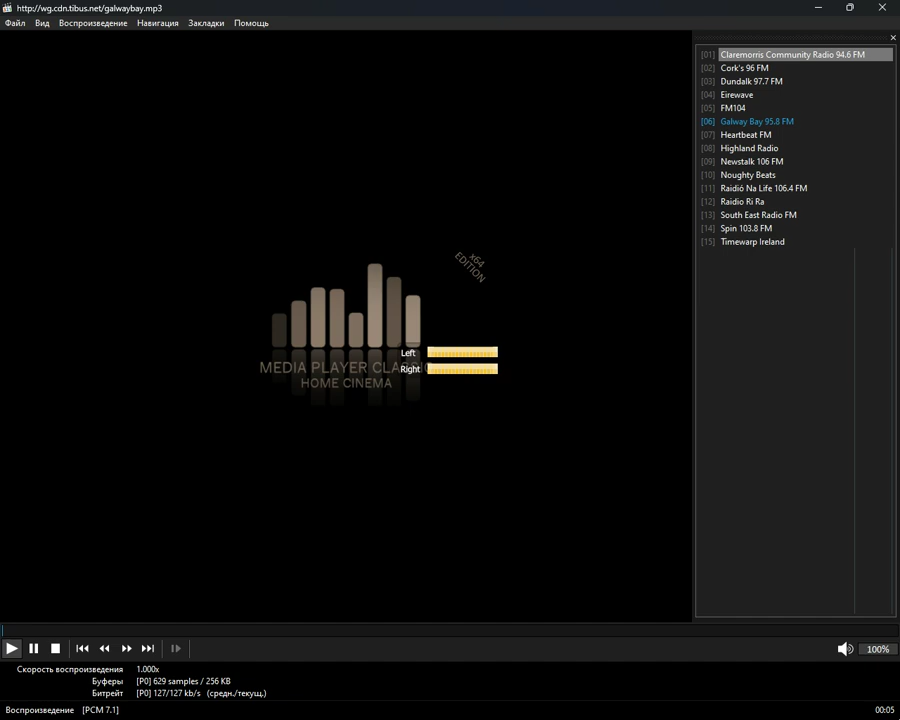 http://wg.cdn.tibus.net/galwaybay.mp3
Файл Вид Воспроизведение Навигация Закладки Помощь
[01] Claremorris Community Radio 94.6 FM
[02] Cork's 96 FM
[03] Dundalk 97.7 FM
[04] Eirewave
[05] FM104
[06] Galway Bay 95.8 FM
[07] Heartbeat FM
[08] Highland Radio
[09] Newstalk 106 FM
[10] Noughty Beats
[11] Raidió Na Life 106.4 FM
[12] Raidio Ri Ra
[13] South East Radio FM
[14] Spin 103.8 FM
[15] Timewarp Ireland
x64
EDITION
Left
Right
MEDIA PLAYER CLASSIC
HOME CINEMA
100%
Скорость воспроизведения 1.000x
Буферы [P0] 629 samples / 256 KB
Битрейт [P0] 127/127 kb/s (средн./текущ.)
Воспроизведение [PCM 7.1] 00:05